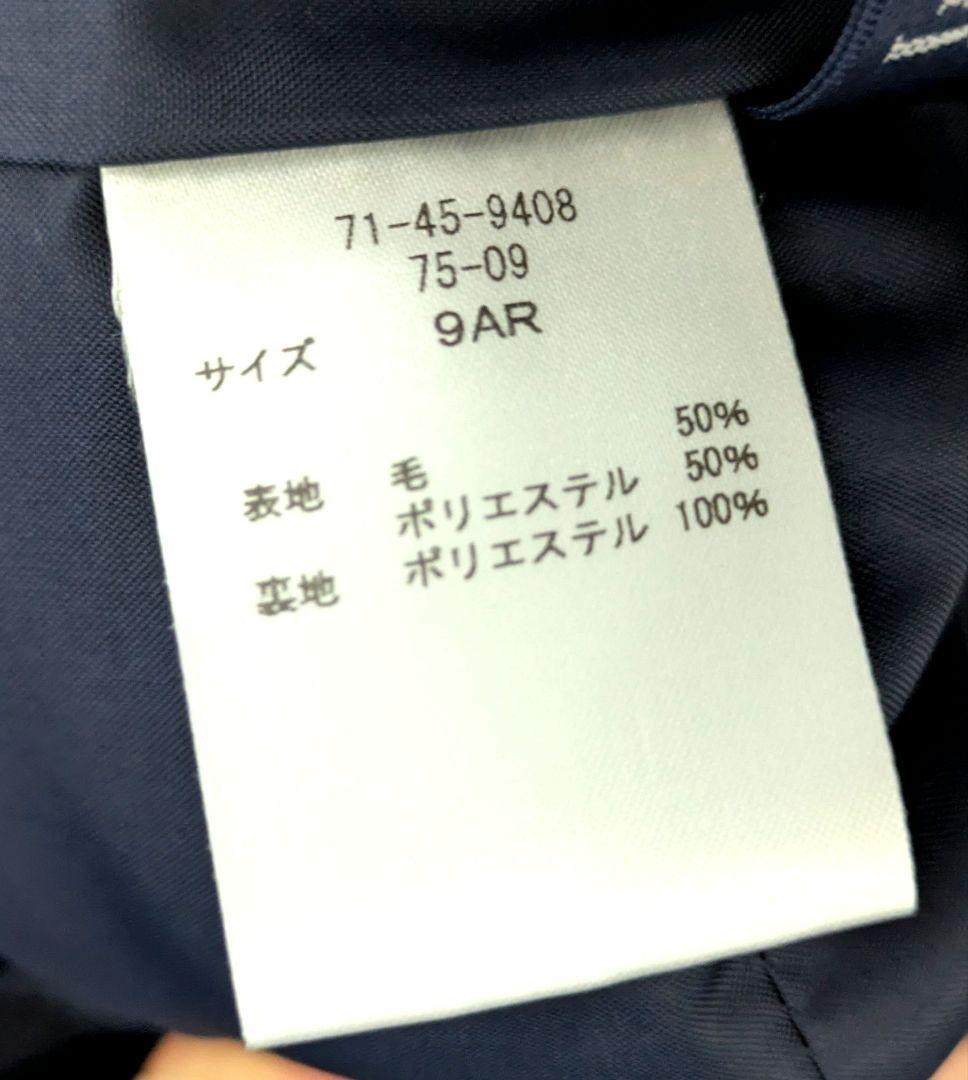 71-45-9408
75-09
サイズ 9AR
表地 毛 50%
ポリエステル 50%
裏地 ポリエステル 100%